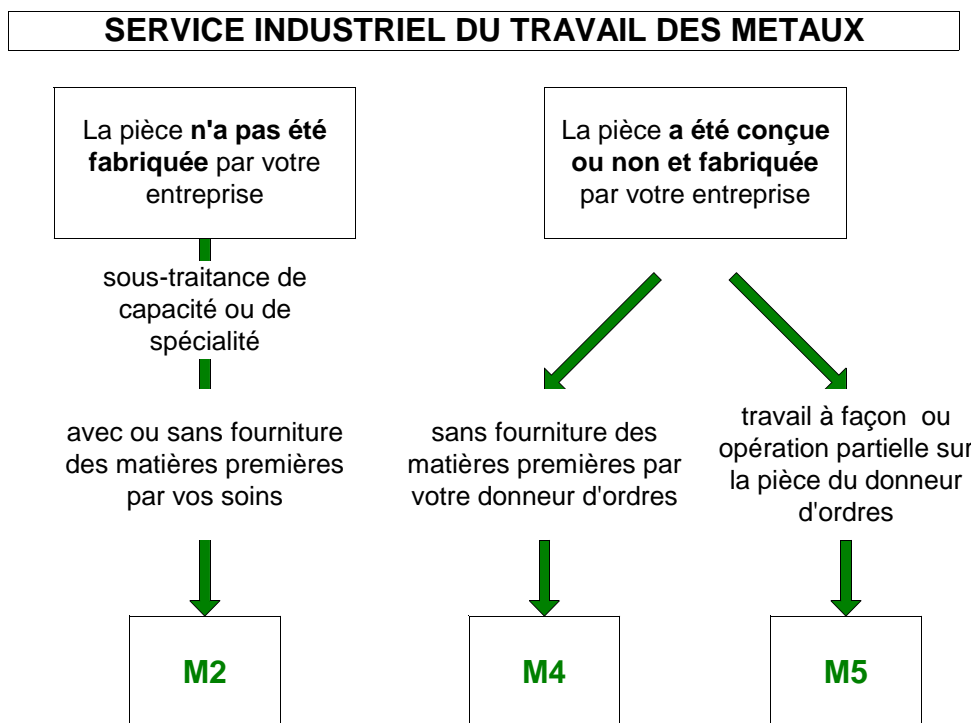 SERVICE INDUSTRIEL DU TRAVAIL DES METAUX
La pièce n'a pas été
fabriquée par votre
entreprise
La pièce a été conçue
ou non et fabriquée
par votre entreprise
sous-traitance de
capacité ou de
spécialité
avec ou sans fourniture
des matières premières
par vos soins
sans fourniture des
matières premières par
votre donneur d'ordres
travail à façon ou
opération partielle sur
la pièce du donneur
d'ordres
M2
M4
M5